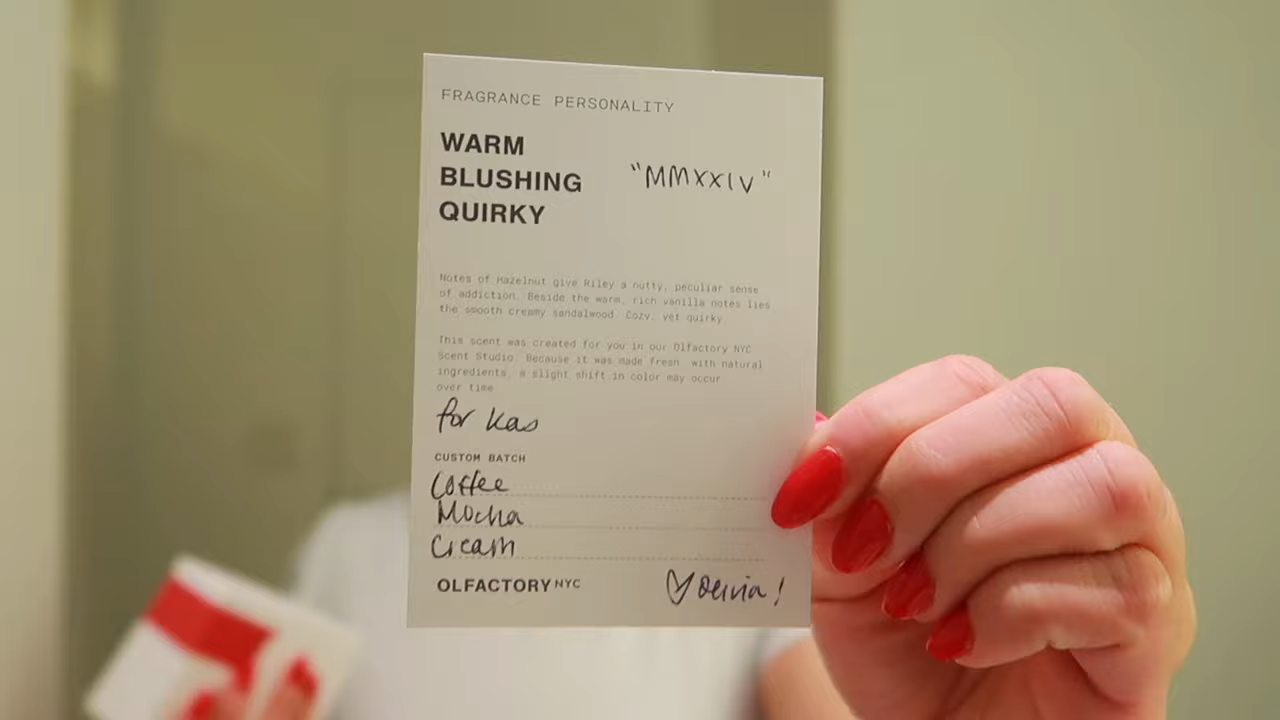 FRAGRANCE PERSONALITY
WARM
BLUSHING
QUIRKY
"MMXXIV"
Notes of Hazelnut give Riley a nutty, peculiar sense
of addiction. Beside the warm, rich vanilla notes lies
the smooth creamy sandalwood. Cozy, yet quirky.
This scent was created for you in our Olfactory NYC
Scent Studio. Because it was made fresh with natural
ingredients, a slight shift in color may occur
over time
for Kas
CUSTOM BATCH
Coffee
Mocha
Cream
OLFACTORY NYC
♡ Olivia!